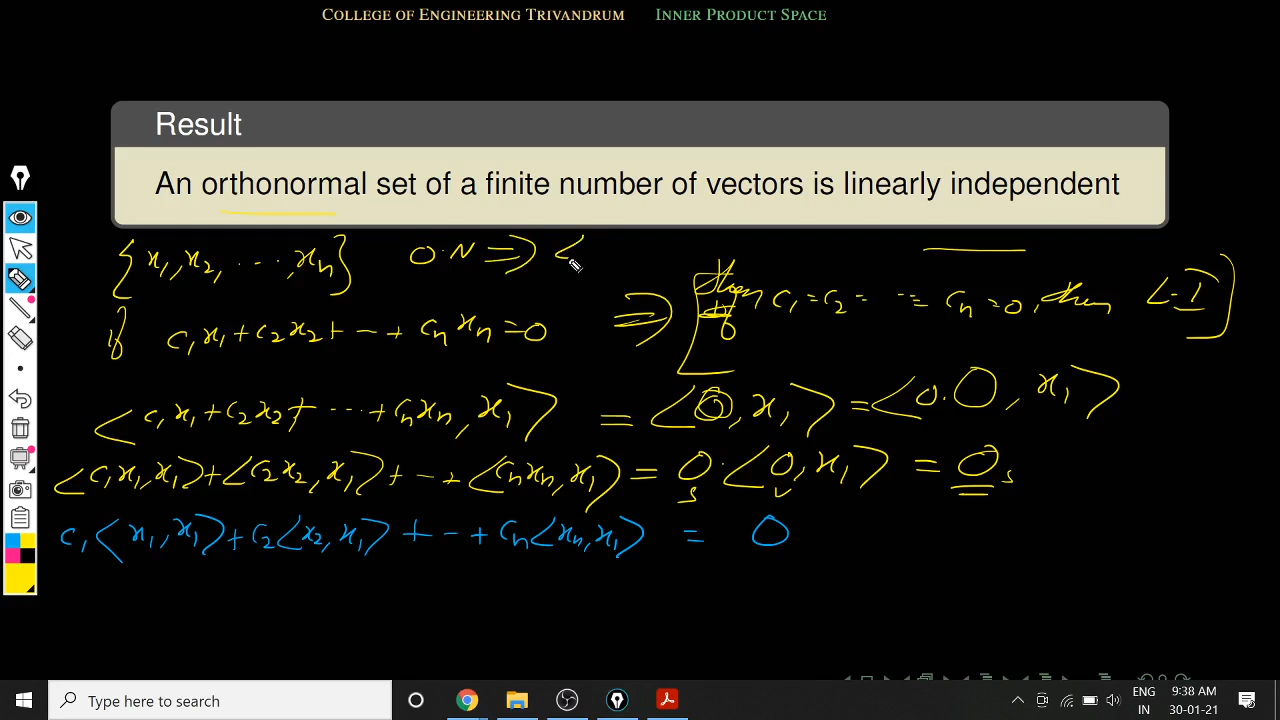 COLLEGE OF ENGINEERING TRIVANDRUM INNER PRODUCT SPACE
Result
An orthonormal set of a finite number of vectors is linearly independent
{x₁, x₂, ⋯, xₙ} O.N ⇒ <
if c₁x₁ + c₂x₂ + ⋯ + cₙxₙ = 0 ⇒ [ c₁ = c₂ = ⋯ = cₙ = 0, then L-I ]
<c₁x₁ + c₂x₂ + ⋯ + cₙxₙ, x₁> = <0, x₁> = <0.0, x₁>
<c₁x₁, x₁> + <c₂x₂, x₁> + ⋯ + <cₙxₙ, x₁> = 0·<0, x₁> = 0
c₁<x₁, x₁> + c₂<x₂, x₁> + ⋯ + cₙ<xₙ, x₁> = 0
Type here to search
ENG
IN
9:38 AM
30-01-21